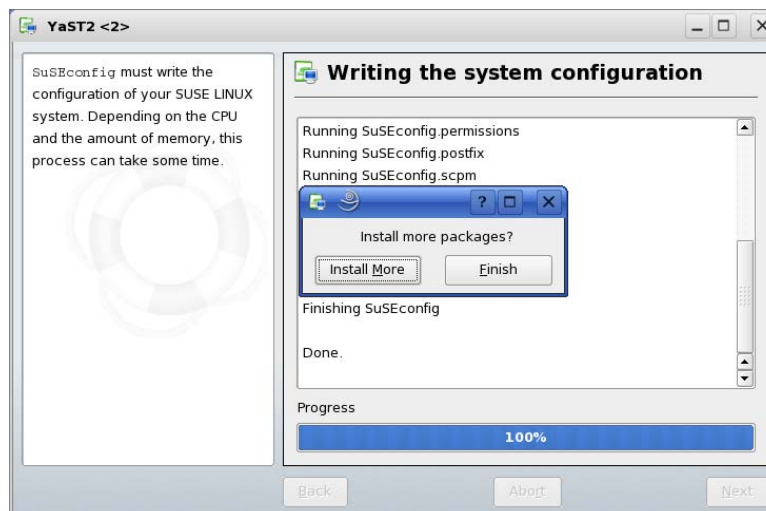 YaST2 <2>
SuSEconfig must write the
configuration of your SUSE LINUX
system. Depending on the CPU
and the amount of memory, this
process can take some time.
Writing the system configuration
Running SuSEconfig.permissions
Running SuSEconfig.postfix
Running SuSEconfig.scpm
?
Install more packages?
Install More
Finish
Finishing SuSEconfig
Done.
Progress
100%
Back
Abort
Next